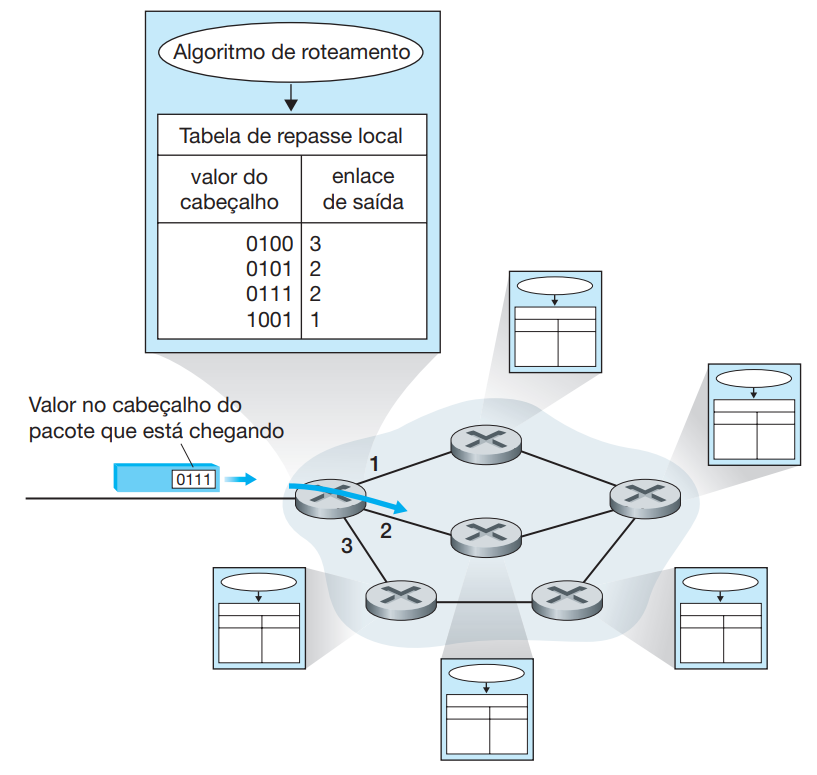 Algoritmo de roteamento
Tabela de repasse local
valor do cabeçalho
enlace de saída
0100 3
0101 2
0111 2
1001 1
Valor no cabeçalho do
pacote que está chegando
0111
1
2
3